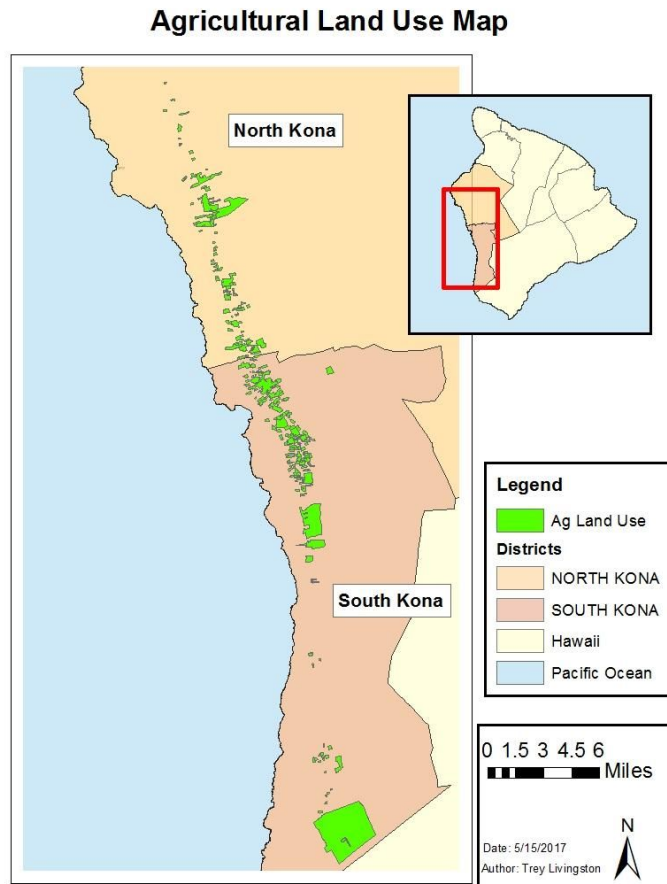 Agricultural Land Use Map
North Kona
South Kona
Legend
Ag Land Use
Districts
NORTH KONA
SOUTH KONA
Hawaii
Pacific Ocean
0 1.5 3 4.5 6
Miles
N
Date: 5/15/2017
Author: Trey Livingston